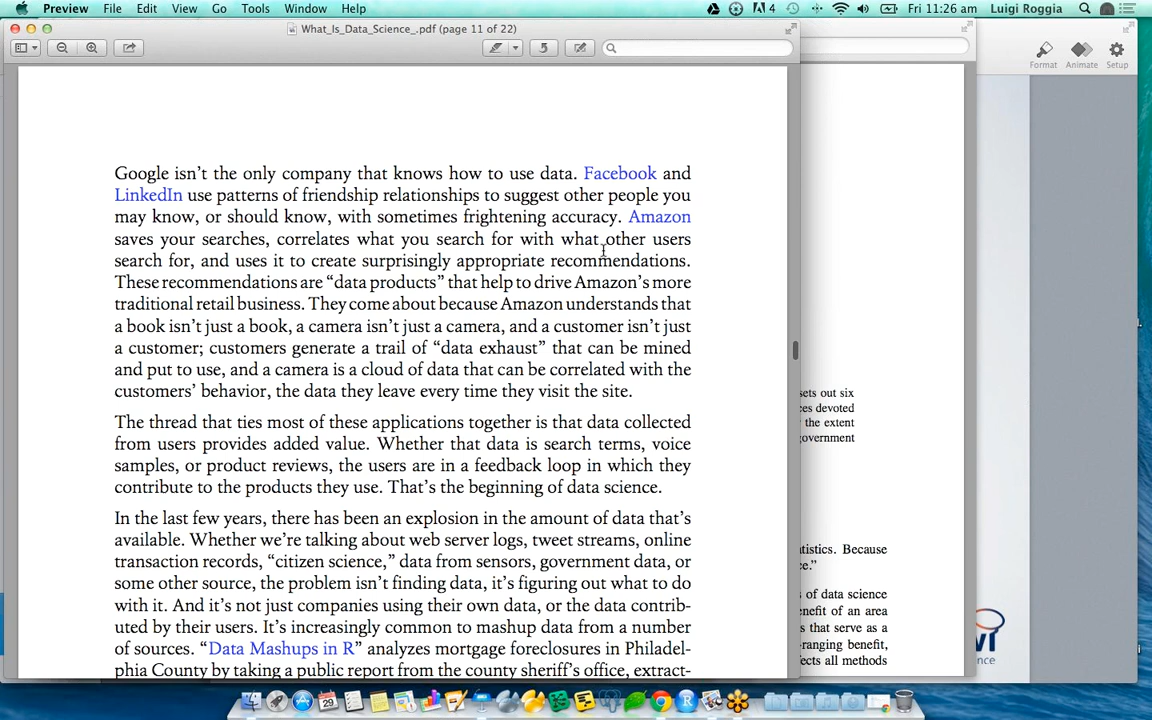 Preview File Edit View Go Tools Window Help 4 Fri 11:26 am Luigi Roggia
What_Is_Data_Science_.pdf (page 11 of 22)
Format Animate Setup
Google isn't the only company that knows how to use data. Facebook and
LinkedIn use patterns of friendship relationships to suggest other people you
may know, or should know, with sometimes frightening accuracy. Amazon
saves your searches, correlates what you search for with what other users
search for, and uses it to create surprisingly appropriate recommendations.
These recommendations are “data products” that help to drive Amazon's more
traditional retail business. They come about because Amazon understands that
a book isn't just a book, a camera isn't just a camera, and a customer isn't just
a customer; customers generate a trail of “data exhaust” that can be mined
and put to use, and a camera is a cloud of data that can be correlated with the
customers' behavior, the data they leave every time they visit the site.
The thread that ties most of these applications together is that data collected
from users provides added value. Whether that data is search terms, voice
samples, or product reviews, the users are in a feedback loop in which they
contribute to the products they use. That's the beginning of data science.
In the last few years, there has been an explosion in the amount of data that's
available. Whether we're talking about web server logs, tweet streams, online
transaction records, “citizen science,” data from sensors, government data, or
some other source, the problem isn't finding data, it's figuring out what to do
with it. And it's not just companies using their own data, or the data contrib-
uted by their users. It's increasingly common to mashup data from a number
of sources. “Data Mashups in R” analyzes mortgage foreclosures in Philadel-
phia County by taking a public report from the county sheriff's office, extract-
sets out six
devoted
the extent
government
Because
of data science
of an area
s that serve as a
-ranging benefit,
all methods
29